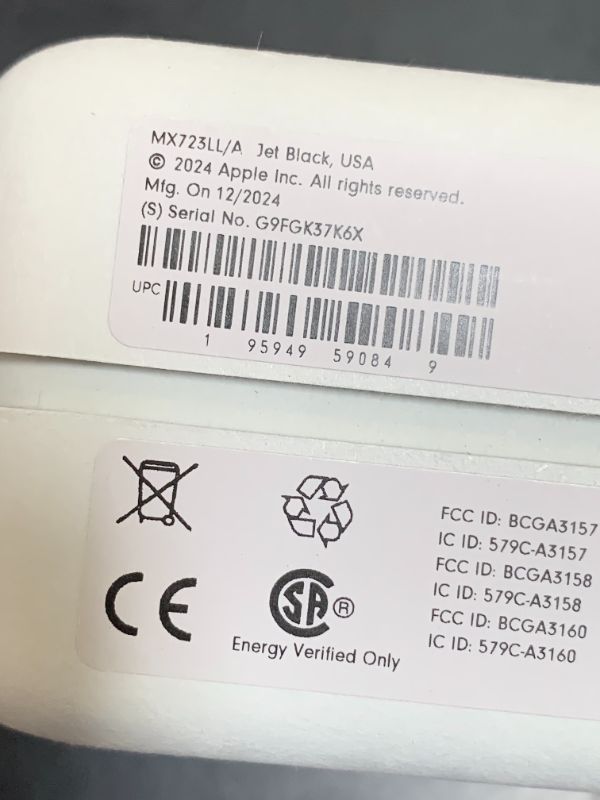 MX723LL/A Jet Black, USA
© 2024 Apple Inc. All rights reserved.
Mfg. On 12/2024
(S) Serial No. G9FGK37K6X
UPC
1 95949 59084 9
FCC ID: BCGA3157
IC ID: 579C-A3157
FCC ID: BCGA3158
IC ID: 579C-A3158
FCC ID: BCGA3160
IC ID: 579C-A3160
CE
SA ®
Energy Verified Only